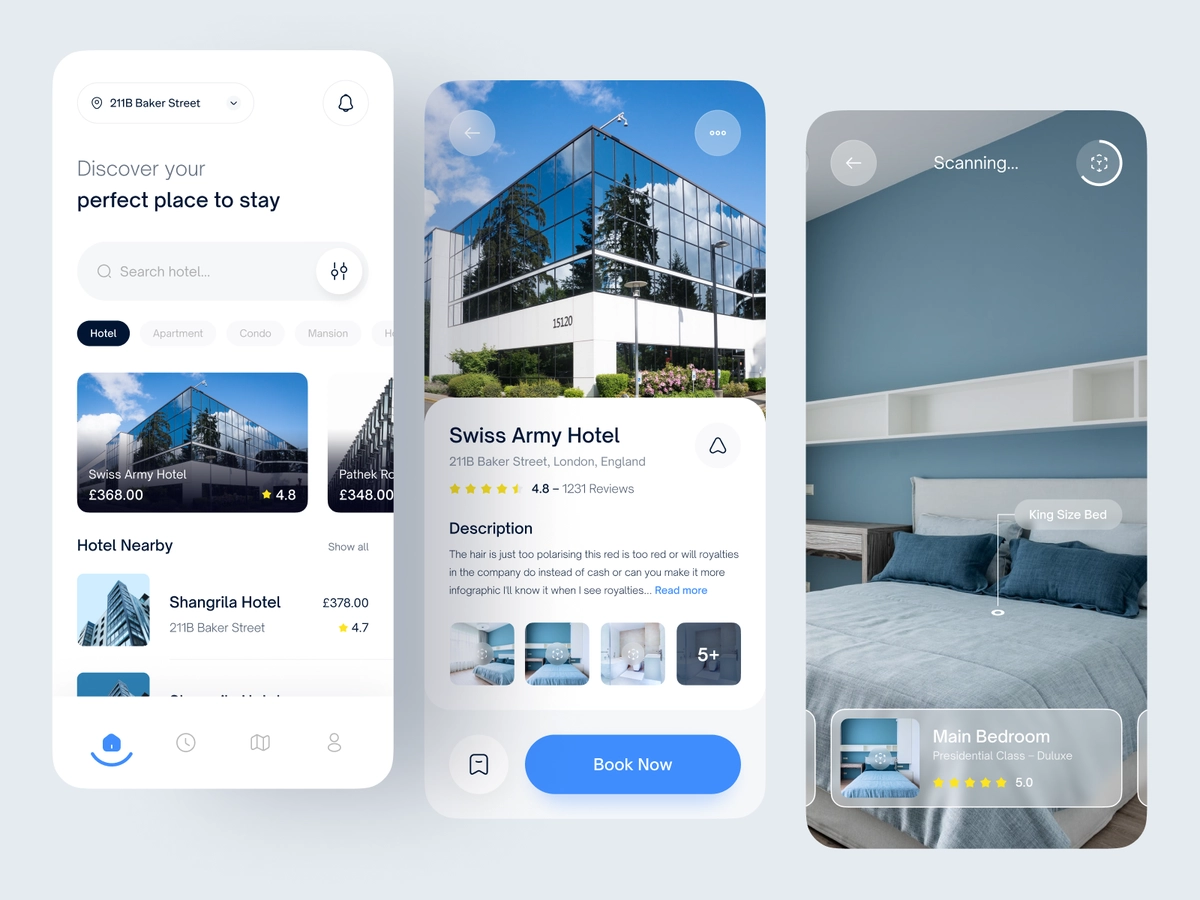 211B Baker Street
Discover your
perfect place to stay
Search hotel...
Hotel
Apartment
Condo
Mansion
Swiss Army Hotel
£368.00
4.8
Pathek
£348.00
Hotel Nearby
Show all
Shangrila Hotel
£378.00
211B Baker Street
4.7
15120
Swiss Army Hotel
211B Baker Street, London, England
4.8 – 1231 Reviews
Description
The hair is just too polarising this red is too red or will royalties
in the company do instead of cash or can you make it more
infographic I'll know it when I see royalties... Read more
5+
Book Now
Scanning...
King Size Bed
Main Bedroom
Presidential Class – Duluxe
5.0